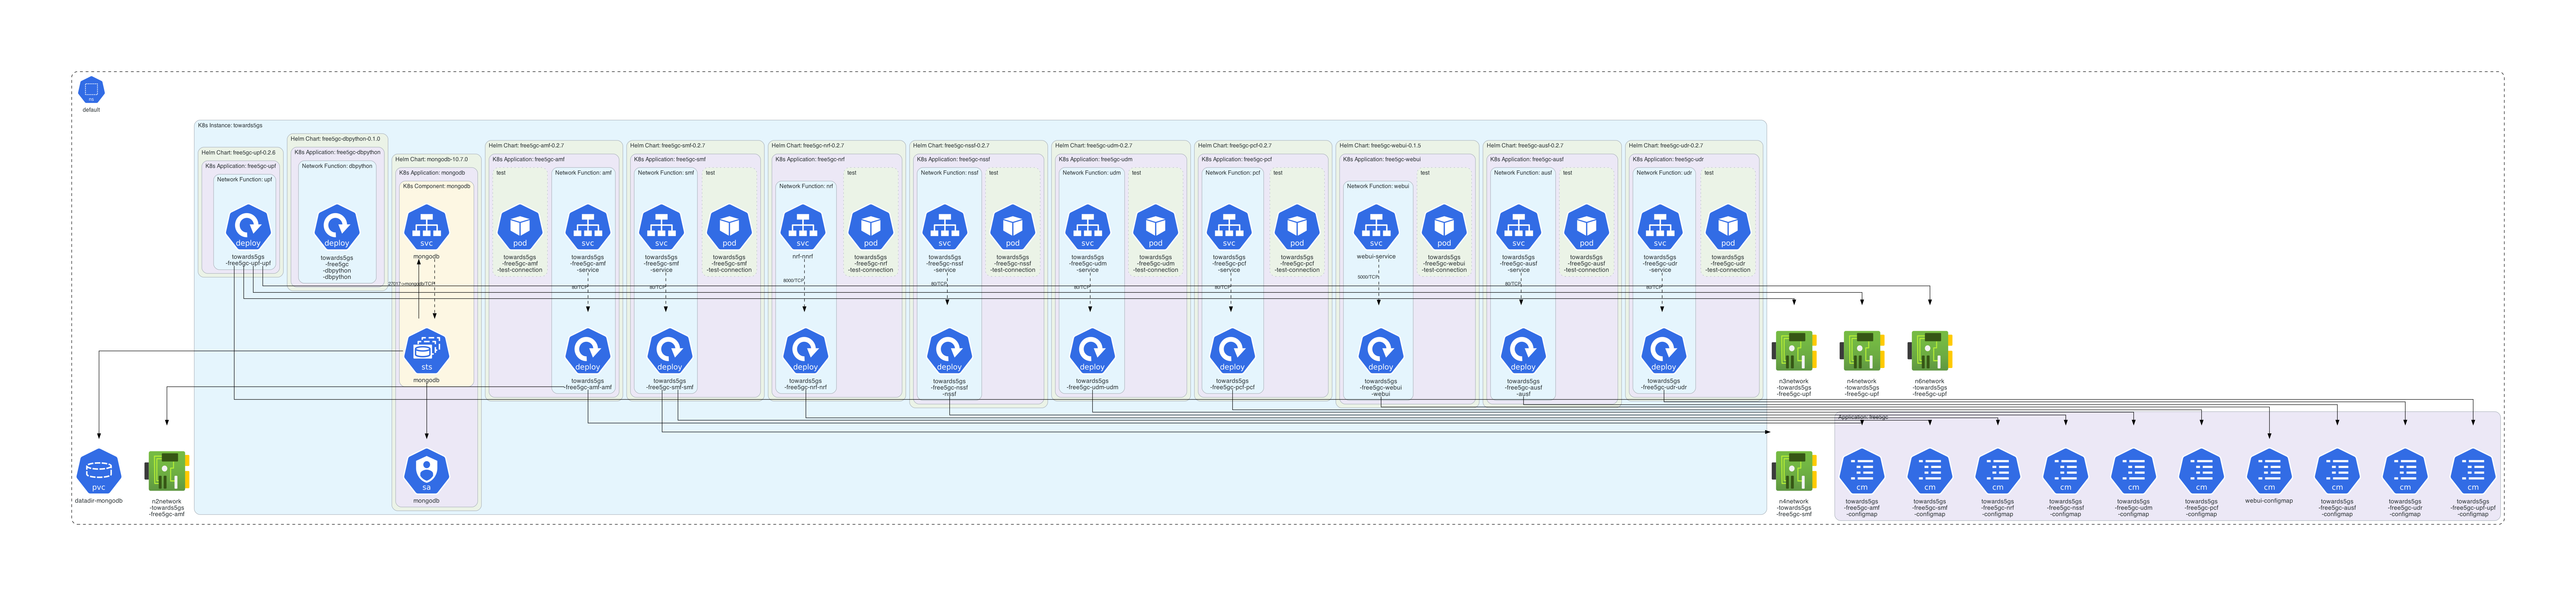 ns
default
K8s Instance: towards5gs
Helm Chart: free5gc-upf-0.2.6
K8s Application: free5gc-upf
Network Function: upf
deploy
towards5gs
-free5gc-upf-upf
Helm Chart: free5gc-dbpython-0.1.0
K8s Application: free5gc-dbpython
Network Function: dbpython
deploy
towards5gs
-free5gc
-dbpython
-dbpython
Helm Chart: mongodb-10.7.0
K8s Application: mongodb
K8s Component: mongodb
svc
mongodb
27017->mongodb/TCP
sts
mongodb
sa
mongodb
Helm Chart: free5gc-amf-0.2.7
K8s Application: free5gc-amf
test
pod
towards5gs
-free5gc-amf
-test-connection
Network Function: amf
svc
towards5gs
-free5gc-amf
-service
80/TCP
deploy
towards5gs
-free5gc-amf-amf
Helm Chart: free5gc-smf-0.2.7
K8s Application: free5gc-smf
Network Function: smf
svc
towards5gs
-free5gc-smf
-service
80/TCP
deploy
towards5gs
-free5gc-smf-smf
test
pod
towards5gs
-free5gc-smf
-test-connection
Helm Chart: free5gc-nrf-0.2.7
K8s Application: free5gc-nrf
Network Function: nrf
svc
nrf-nnrf
8000/TCP
deploy
towards5gs
-free5gc-nrf-nrf
test
pod
towards5gs
-free5gc-nrf
-test-connection
Helm Chart: free5gc-nssf-0.2.7
K8s Application: free5gc-nssf
Network Function: nssf
svc
towards5gs
-free5gc-nssf
-service
80/TCP
deploy
towards5gs
-free5gc-nssf
-nssf
test
pod
towards5gs
-free5gc-nssf
-test-connection
Helm Chart: free5gc-udm-0.2.7
K8s Application: free5gc-udm
Network Function: udm
svc
towards5gs
-free5gc-udm
-service
80/TCP
deploy
towards5gs
-free5gc-udm-udm
test
pod
towards5gs
-free5gc-udm
-test-connection
Helm Chart: free5gc-pcf-0.2.7
K8s Application: free5gc-pcf
Network Function: pcf
svc
towards5gs
-free5gc-pcf
-service
80/TCP
deploy
towards5gs
-free5gc-pcf-pcf
test
pod
towards5gs
-free5gc-pcf
-test-connection
Helm Chart: free5gc-webui-0.1.5
K8s Application: free5gc-webui
Network Function: webui
svc
webui-service
5000/TCP
deploy
towards5gs
-free5gc-webui
-webui
test
pod
towards5gs
-free5gc-webui
-test-connection
Helm Chart: free5gc-ausf-0.2.7
K8s Application: free5gc-ausf
Network Function: ausf
svc
towards5gs
-free5gc-ausf
-service
80/TCP
deploy
towards5gs
-free5gc-ausf
-ausf
test
pod
towards5gs
-free5gc-ausf
-test-connection
Helm Chart: free5gc-udr-0.2.7
K8s Application: free5gc-udr
Network Function: udr
svc
towards5gs
-free5gc-udr
-service
80/TCP
deploy
towards5gs
-free5gc-udr-udr
test
pod
towards5gs
-free5gc-udr
-test-connection
n3network
-towards5gs
-free5gc-upf
n4network
-towards5gs
-free5gc-upf
n6network
-towards5gs
-free5gc-upf
pvc
datadir-mongodb
n2network
-towards5gs
-free5gc-amf
n4network
-towards5gs
-free5gc-smf
Application: free5gc
cm
towards5gs
-free5gc-amf
-configmap
cm
towards5gs
-free5gc-smf
-configmap
cm
towards5gs
-free5gc-nrf
-configmap
cm
towards5gs
-free5gc-nssf
-configmap
cm
towards5gs
-free5gc-udm
-configmap
cm
towards5gs
-free5gc-pcf
-configmap
cm
webui-configmap
cm
towards5gs
-free5gc-ausf
-configmap
cm
towards5gs
-free5gc-udr
-configmap
cm
towards5gs
-free5gc-upf-upf
-configmap